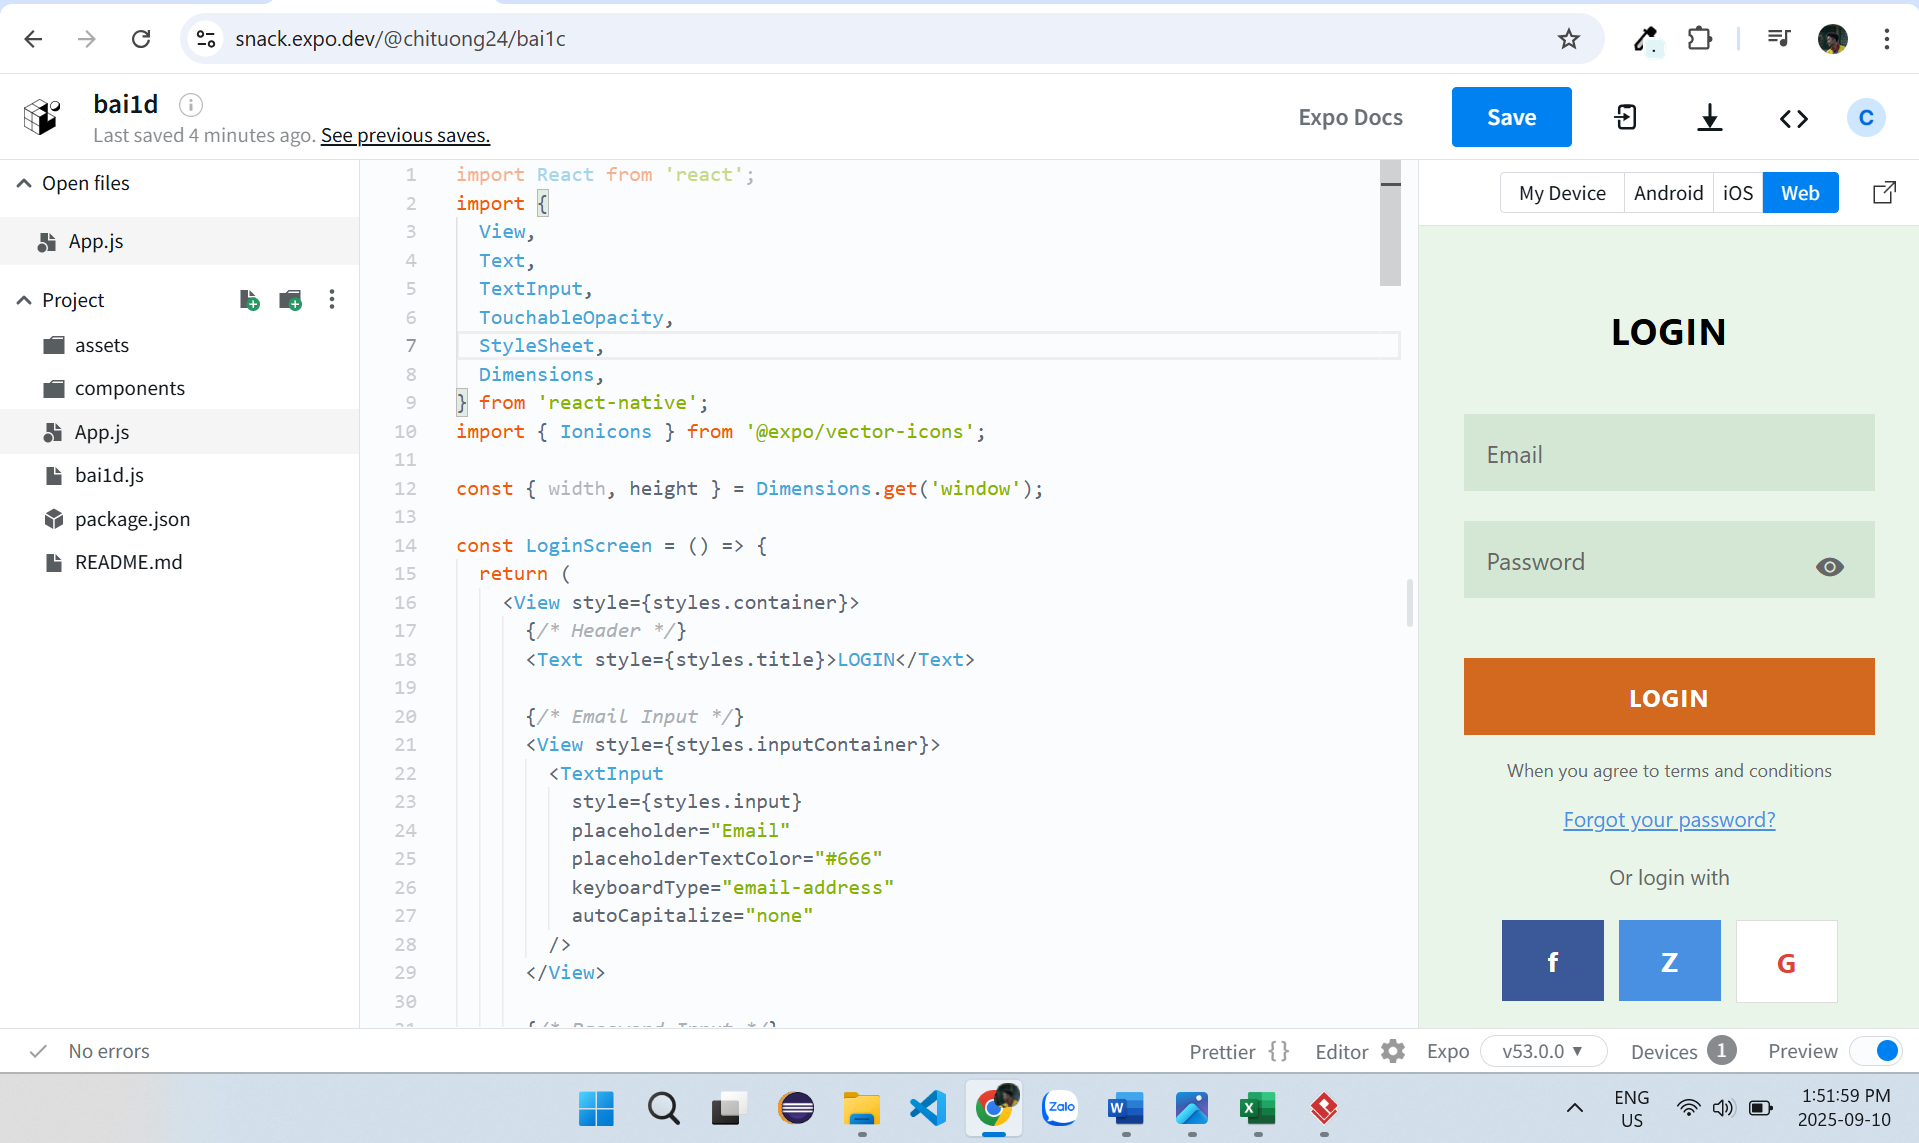 snack.expo.dev/@chituong24/bai1c
bai1d
Last saved 4 minutes ago. See previous saves.
Expo Docs
Save
C
Open files
App.js
Project
assets
components
App.js
bai1d.js
package.json
README.md
1 import React from 'react';
2 import {
3 View,
4 Text,
5 TextInput,
6 TouchableOpacity,
7 StyleSheet,
8 Dimensions,
9 } from 'react-native';
10 import { Ionicons } from '@expo/vector-icons';
11
12 const { width, height } = Dimensions.get('window');
13
14 const LoginScreen = () => {
15 return (
16 <View style={styles.container}>
17 {/* Header */}
18 <Text style={styles.title}>LOGIN</Text>
19
20 {/* Email Input */}
21 <View style={styles.inputContainer}>
22 <TextInput
23 style={styles.input}
24 placeholder="Email"
25 placeholderTextColor="#666"
26 keyboardType="email-address"
27 autoCapitalize="none"
28 />
29 </View>
30
31 {/* Password Input */}
My Device Android iOS Web
LOGIN
Email
Password
LOGIN
When you agree to terms and conditions
Forgot your password?
Or login with
f Z G
No errors
Prettier {} Editor Expo v53.0.0 Devices 1 Preview
Zalo
ENG
US
1:51:59 PM
2025-09-10